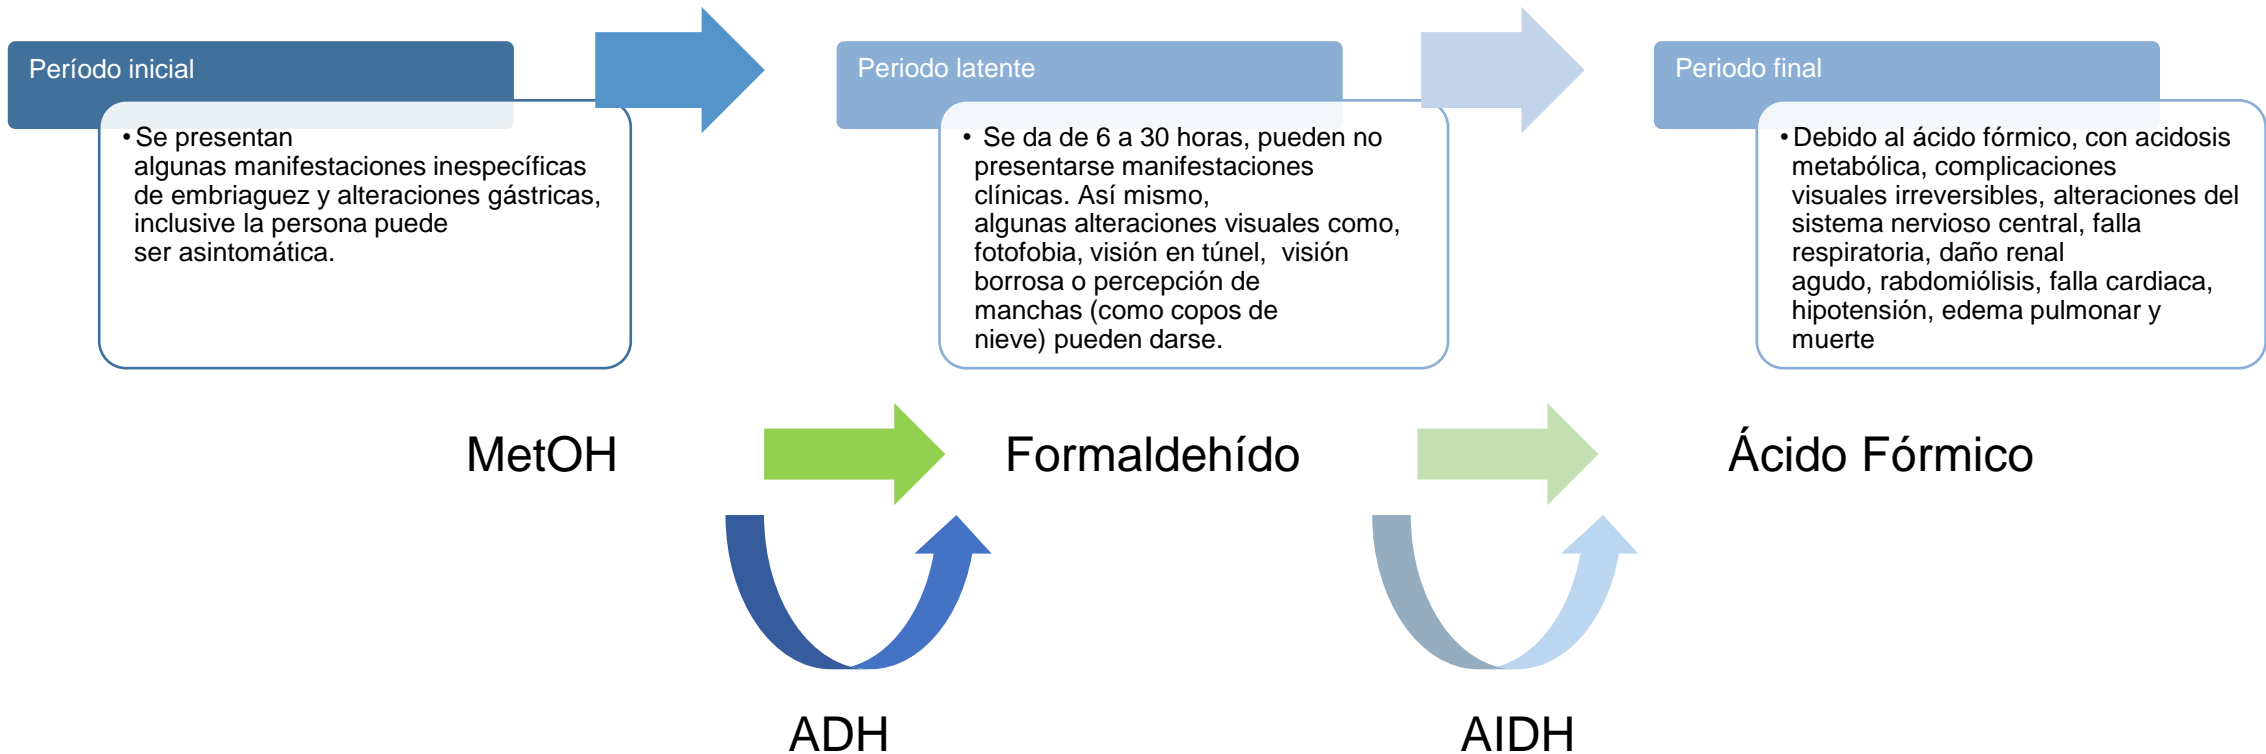 Período inicial
• Se presentan
algunas manifestaciones inespecíficas
de embriaguez y alteraciones gástricas,
inclusive la persona puede
ser asintomática.
Periodo latente
• Se da de 6 a 30 horas, pueden no
presentarse manifestaciones
clínicas. Así mismo,
algunas alteraciones visuales como,
fotofobia, visión en túnel, visión
borrosa o percepción de
manchas (como copos de
nieve) pueden darse.
Periodo final
• Debido al ácido fórmico, con acidosis
metabólica, complicaciones
visuales irreversibles, alteraciones del
sistema nervioso central, falla
respiratoria, daño renal
agudo, rabdomiólisis, falla cardiaca,
hipotensión, edema pulmonar y
muerte
MetOH
Formaldehído
Ácido Fórmico
ADH
AIDH